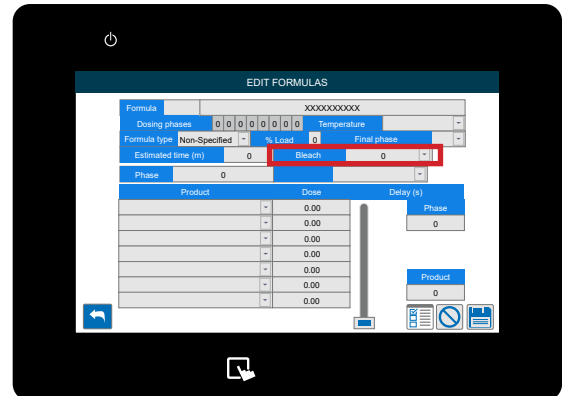 EDIT FORMULAS
Formula XXXXXXXXXX
Dosing phases 0 0 0 0 0 0 0 0 Temperature
Formula type Non-Specified % Load 0 Final phase
Estimated time (m) 0 Bleach 0
Phase 0
Product Dose Delay (s)
0.00 Phase
0.00 0
0.00
0.00
0.00 Product
0.00 0
0.00